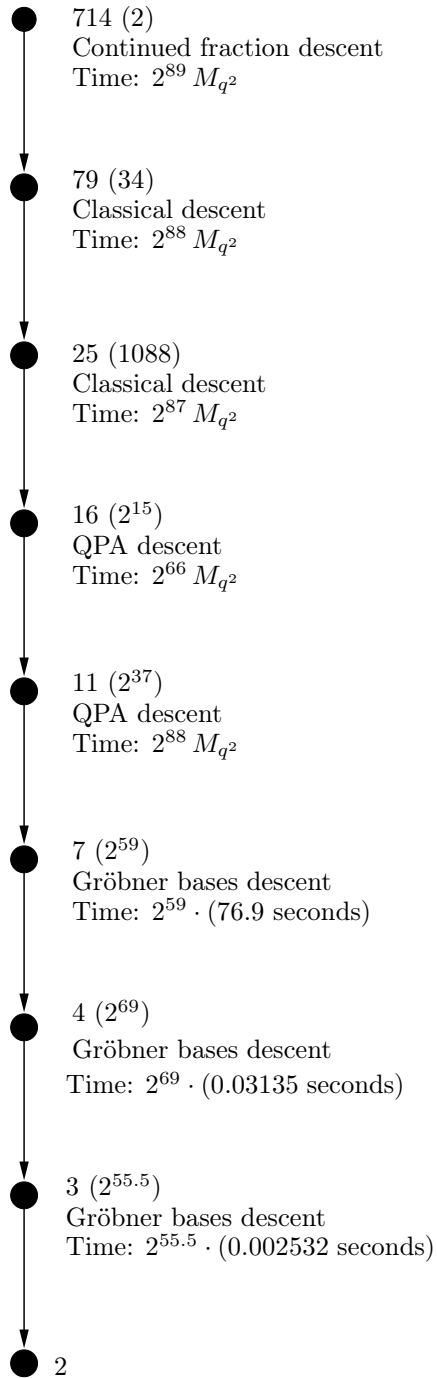 714 (2)
Continued fraction descent
Time: 2^89 M_{q^2}
79 (34)
Classical descent
Time: 2^88 M_{q^2}
25 (1088)
Classical descent
Time: 2^87 M_{q^2}
16 (2^15)
QPA descent
Time: 2^66 M_{q^2}
11 (2^37)
QPA descent
Time: 2^88 M_{q^2}
7 (2^59)
Gröbner bases descent
Time: 2^59 · (76.9 seconds)
4 (2^69)
Gröbner bases descent
Time: 2^69 · (0.03135 seconds)
3 (2^55.5)
Gröbner bases descent
Time: 2^55.5 · (0.002532 seconds)
2